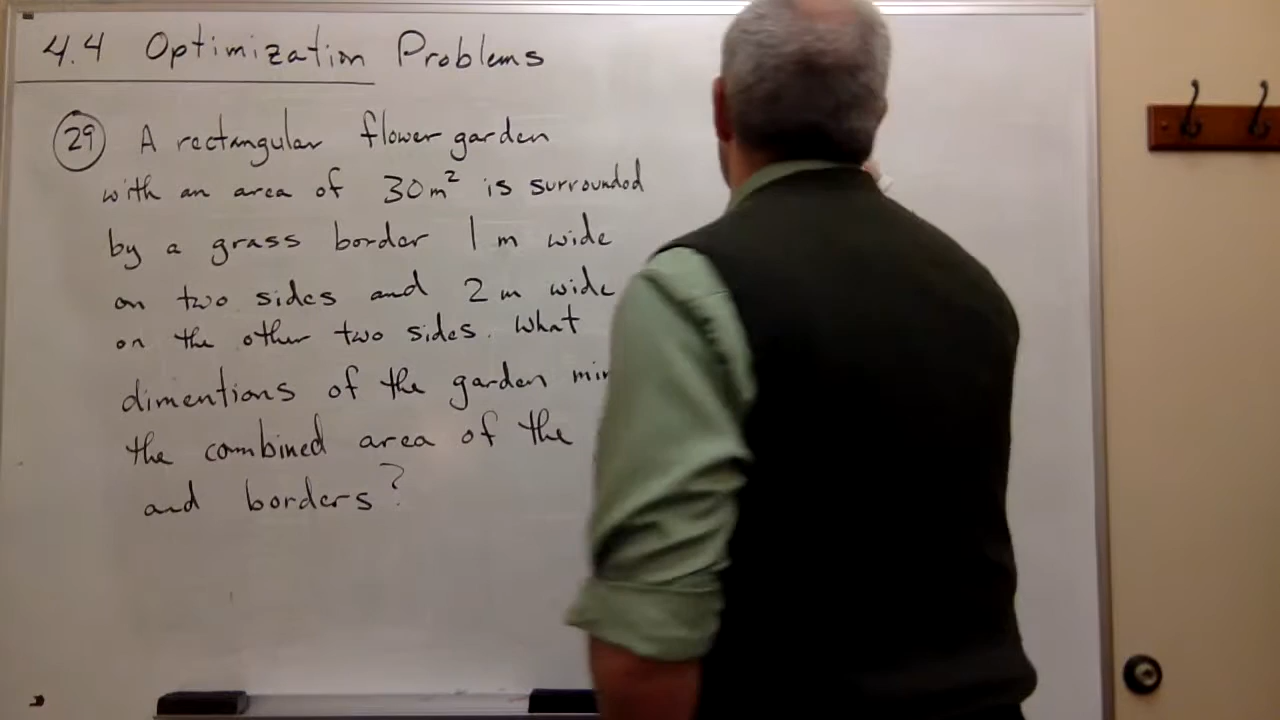 4.4 Optimization Problems
29 A rectangular flower garden
with an area of 30m² is surrounded
by a grass border 1 m wide
on two sides and 2 m wide
on the other two sides. What
dimentions of the garden
the combined area of the
and borders?